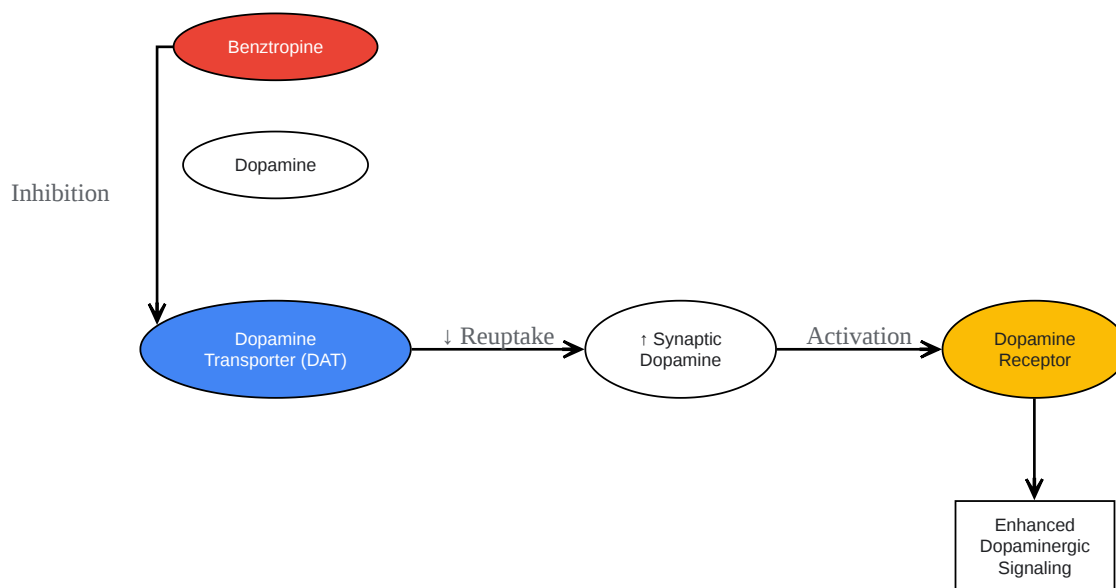 Benztropine
Dopamine
Inhibition
Dopamine
Transporter (DAT)
↓ Reuptake
↑ Synaptic
Dopamine
Activation
Dopamine
Receptor
Enhanced
Dopaminergic
Signaling